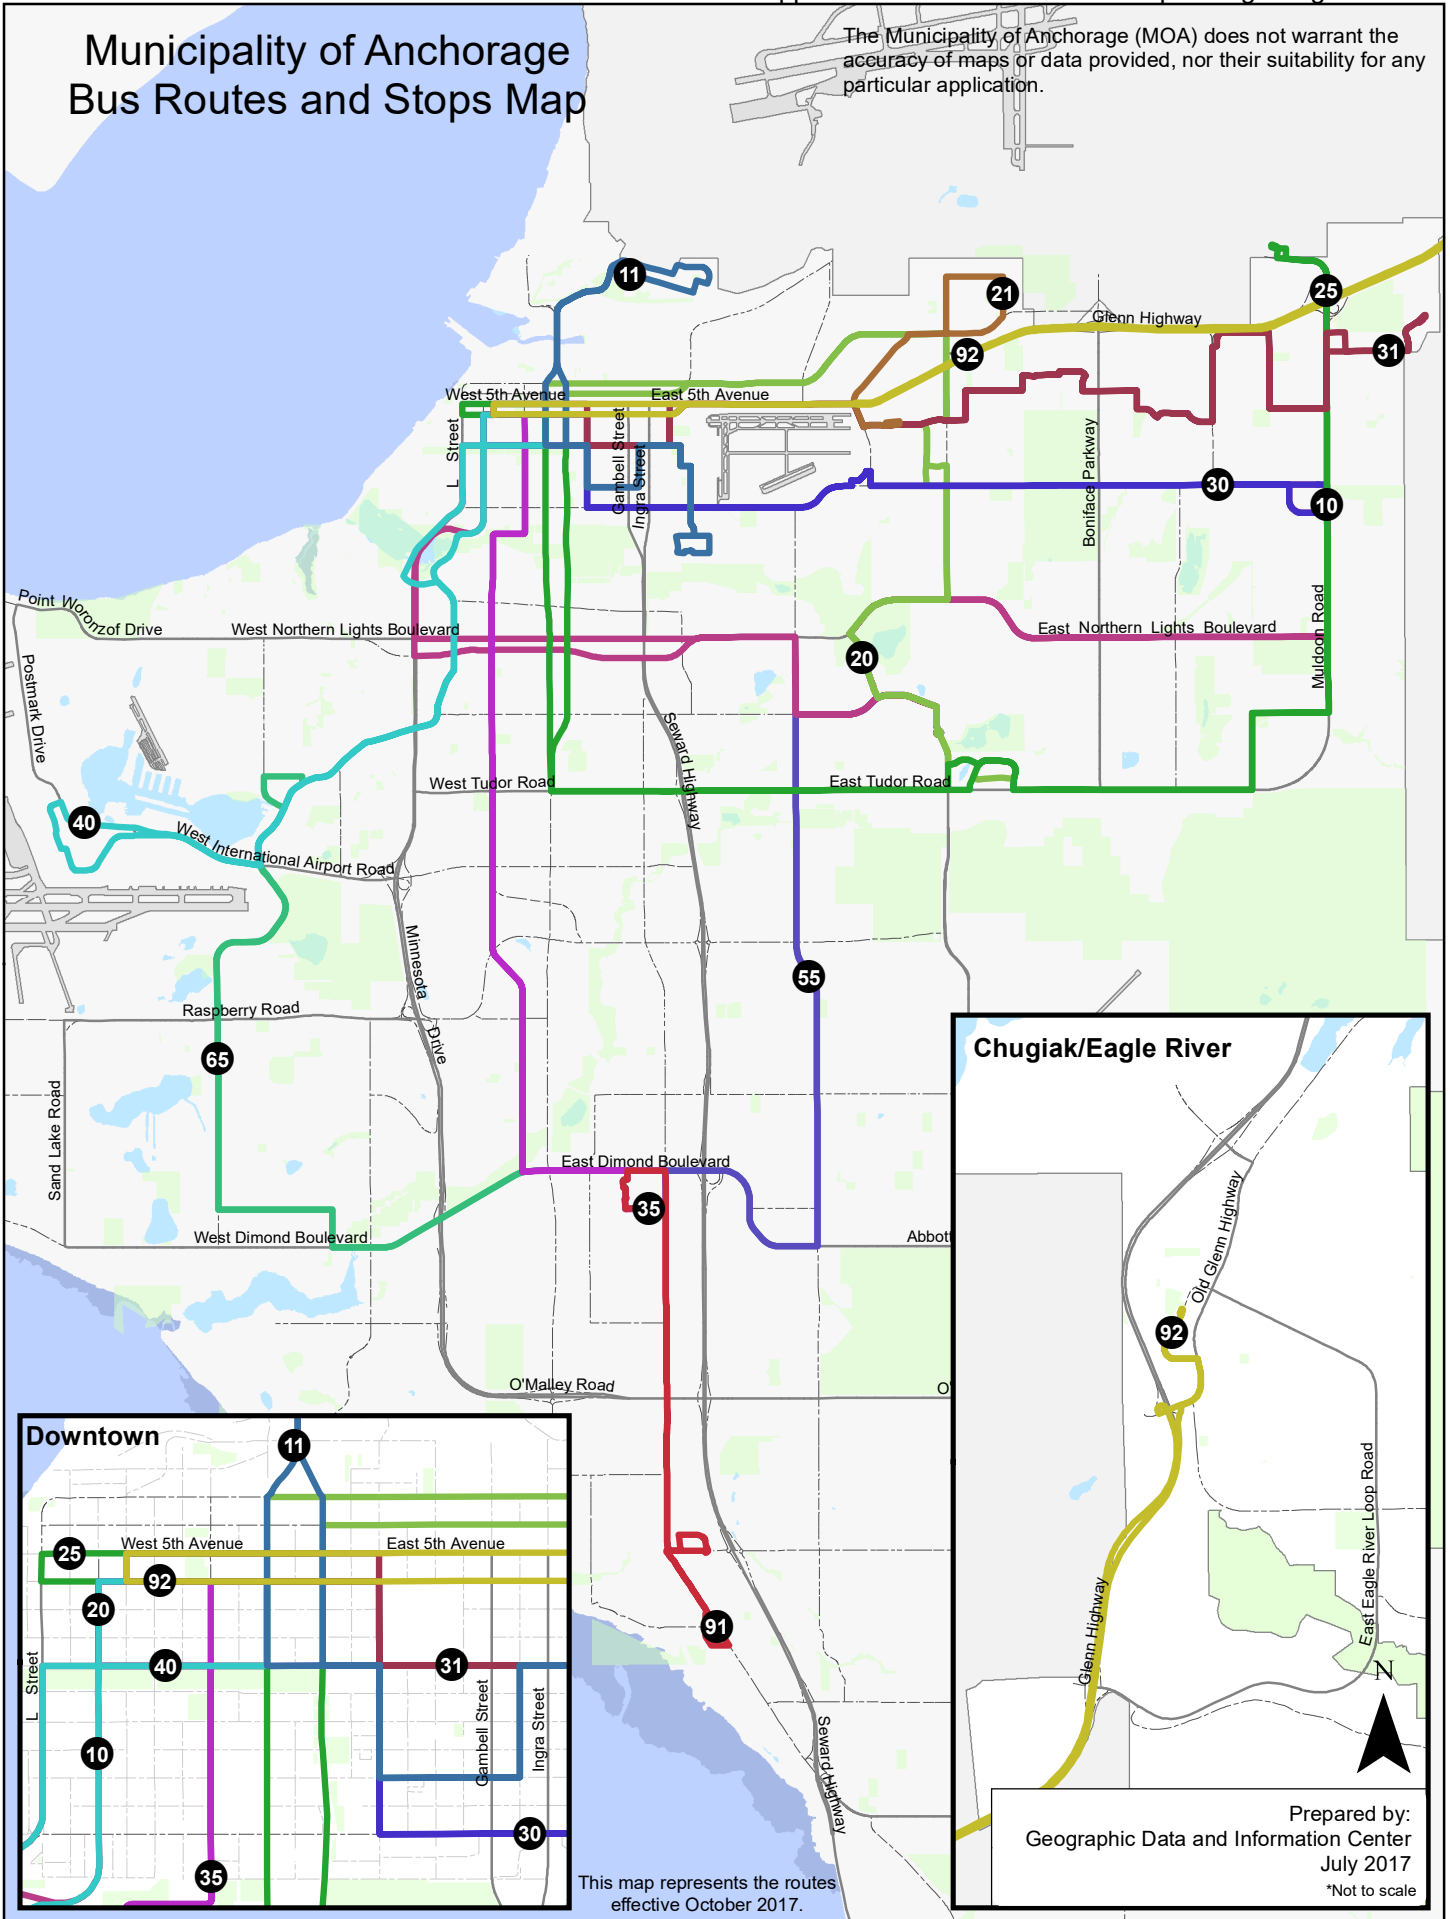 Municipality of Anchorage
Bus Routes and Stops Map
The Municipality of Anchorage (MOA) does not warrant the
accuracy of maps or data provided, nor their suitability for any
particular application.
11
21
25
Glenn Highway
92
31
West 5th Avenue
East 5th Avenue
L Street
Gambell Street
Ingra Street
Boniface Parkway
30
10
Point Woronzof Drive
West Northern Lights Boulevard
East Northern Lights Boulevard
Muldoon Road
20
Postmark Drive
Seward Highway
West Tudor Road
East Tudor Road
40
West International Airport Road
Minnesota Drive
55
Raspberry Road
65
Sand Lake Road
East Dimond Boulevard
35
West Dimond Boulevard
Abbott
O'Malley Road
O'
91
Seward Highway
Chugiak/Eagle River
Old Glenn Highway
92
East Eagle River Loop Road
Glenn Highway
N
Prepared by:
Geographic Data and Information Center
July 2017
*Not to scale
Downtown
11
West 5th Avenue
East 5th Avenue
25
92
20
40
31
L Street
Gambell Street
Ingra Street
10
30
35
This map represents the routes
effective October 2017.